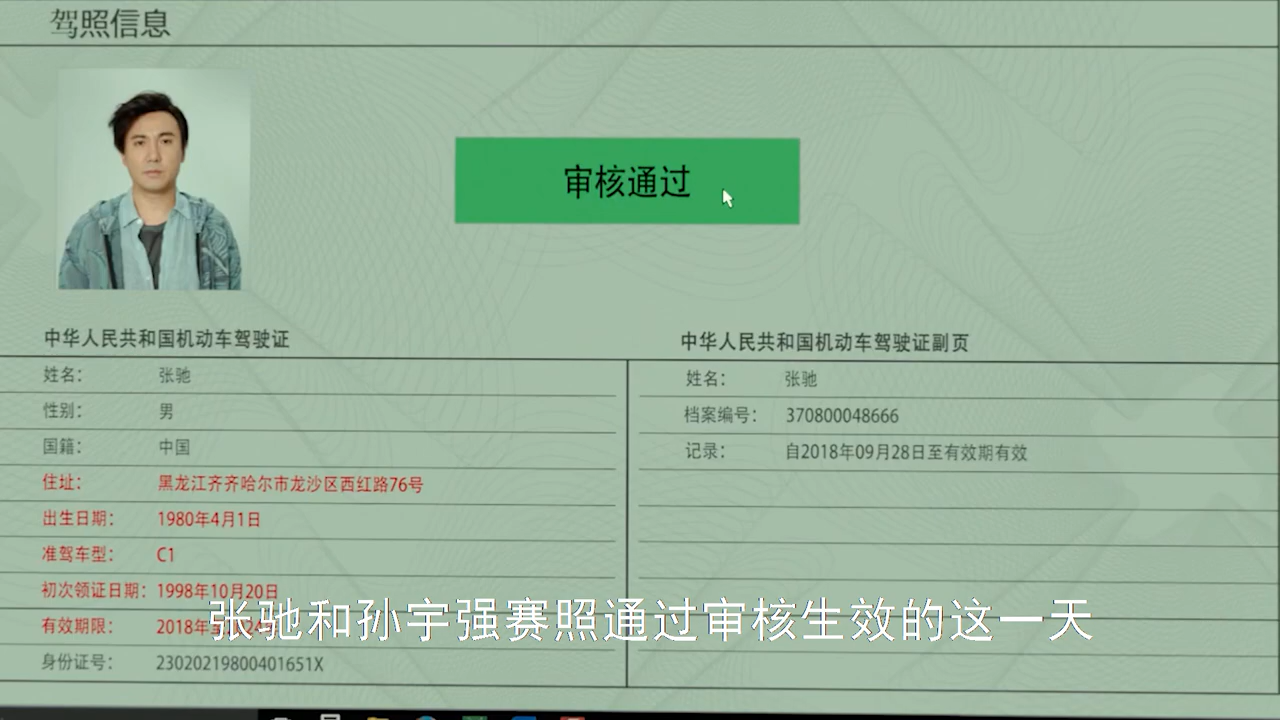 驾照信息
审核通过
中华人民共和国机动车驾驶证
姓名: 张驰
性别: 男
国籍: 中国
住址: 黑龙江齐齐哈尔市龙沙区西红路76号
出生日期: 1980年4月1日
准驾车型: C1
初次领证日期: 1998年10月20日
有效期限: 2018年至
身份证号: 23020219800401651X
中华人民共和国机动车驾驶证副页
姓名: 张驰
档案编号: 370800048666
记录: 自2018年09月28日至有效期有效
张驰和孙宇强赛照通过审核生效的这一天